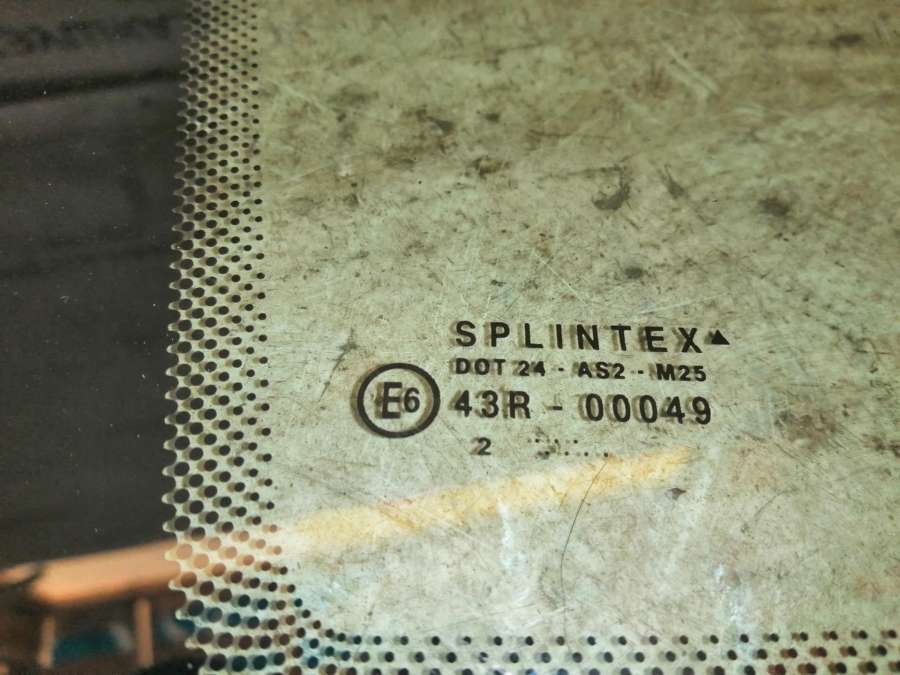 SPLINTEX
DOT 24 - AS2 - M25
E6
43R - 00049
2